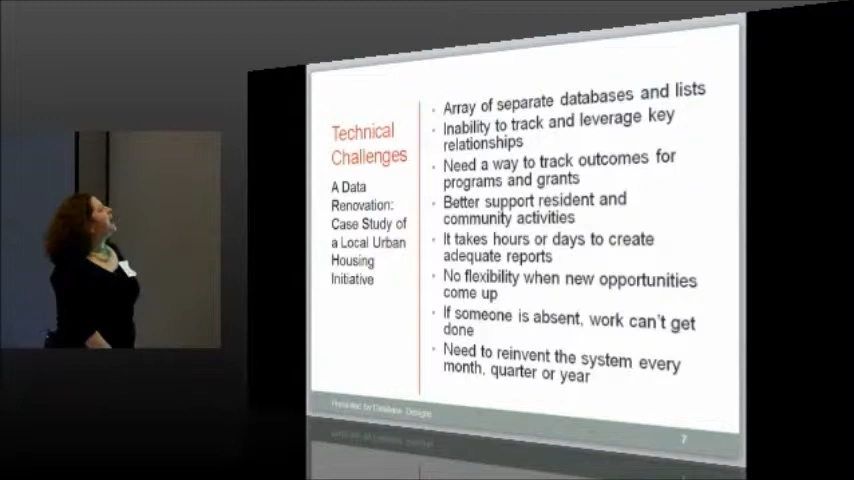 Technical
Challenges
A Data
Renovation:
Case Study of
a Local Urban
Housing
Initiative
• Array of separate databases and lists
• Inability to track and leverage key
relationships
• Need a way to track outcomes for
programs and grants
• Better support resident and
community activities
• It takes hours or days to create
adequate reports
• No flexibility when new opportunities
come up
• If someone is absent, work can't get
done
• Need to reinvent the system every
month, quarter or year
Presented by Database Designs
7